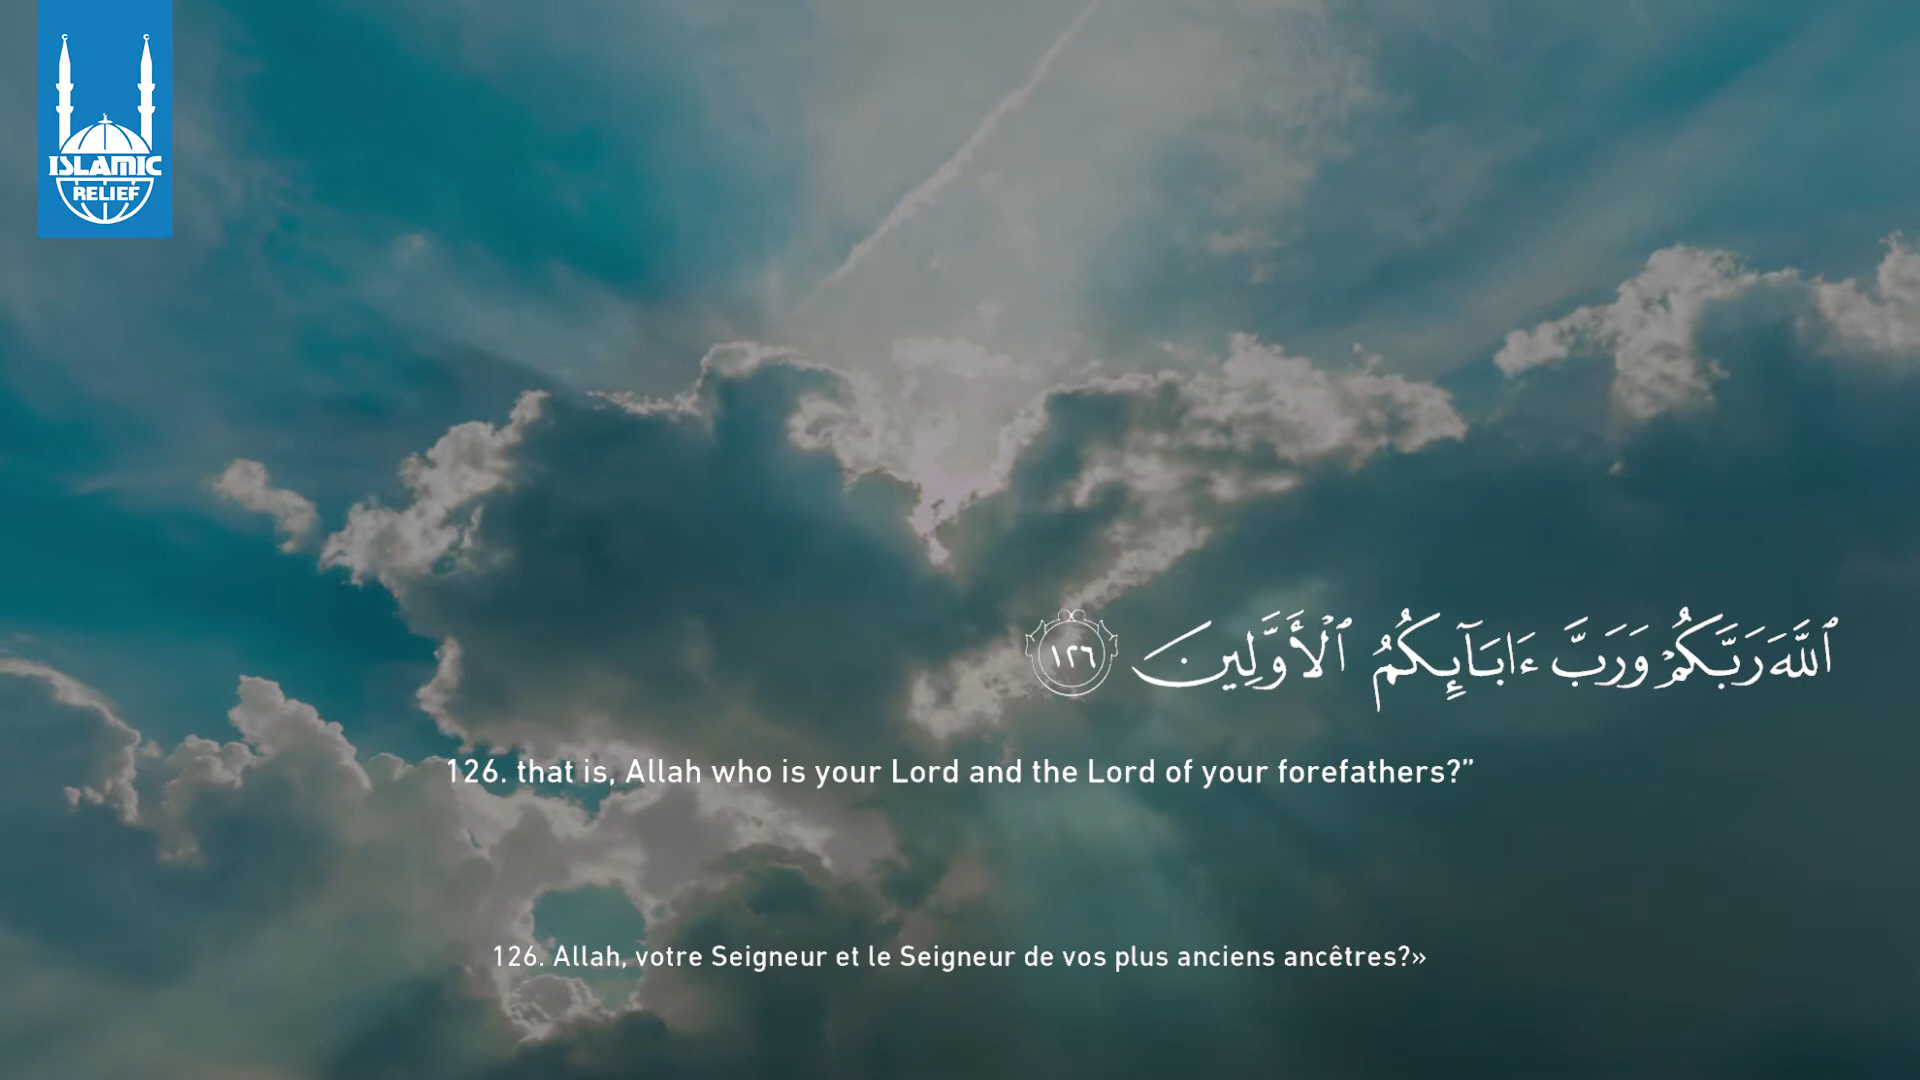 ISLAMIC
RELIEF
ٱللَّهَ رَبَّكُمْ وَرَبَّ ءَابَآئِكُمُ ٱلْأَوَّلِينَ ١٢٦
126. that is, Allah who is your Lord and the Lord of your forefathers?”
126. Allah, votre Seigneur et le Seigneur de vos plus anciens ancêtres?»